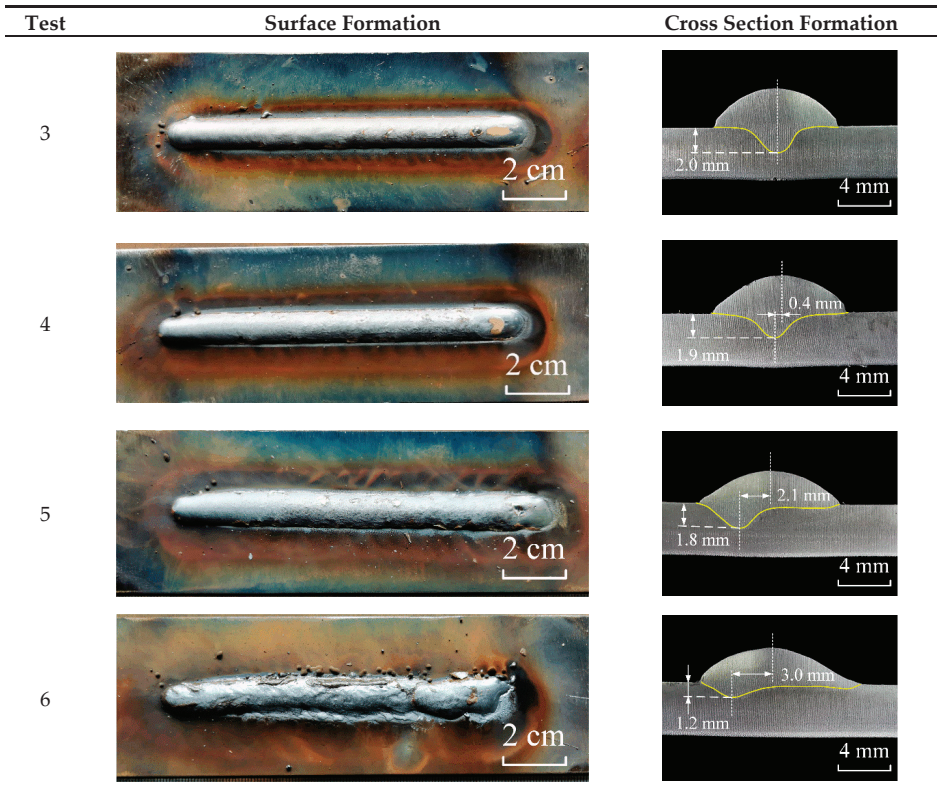 Test Surface Formation Cross Section Formation
3
2 cm
2.0 mm
4 mm
4
2 cm
0.4 mm
1.9 mm
4 mm
5
2 cm
2.1 mm
1.8 mm
4 mm
6
2 cm
3.0 mm
1.2 mm
4 mm